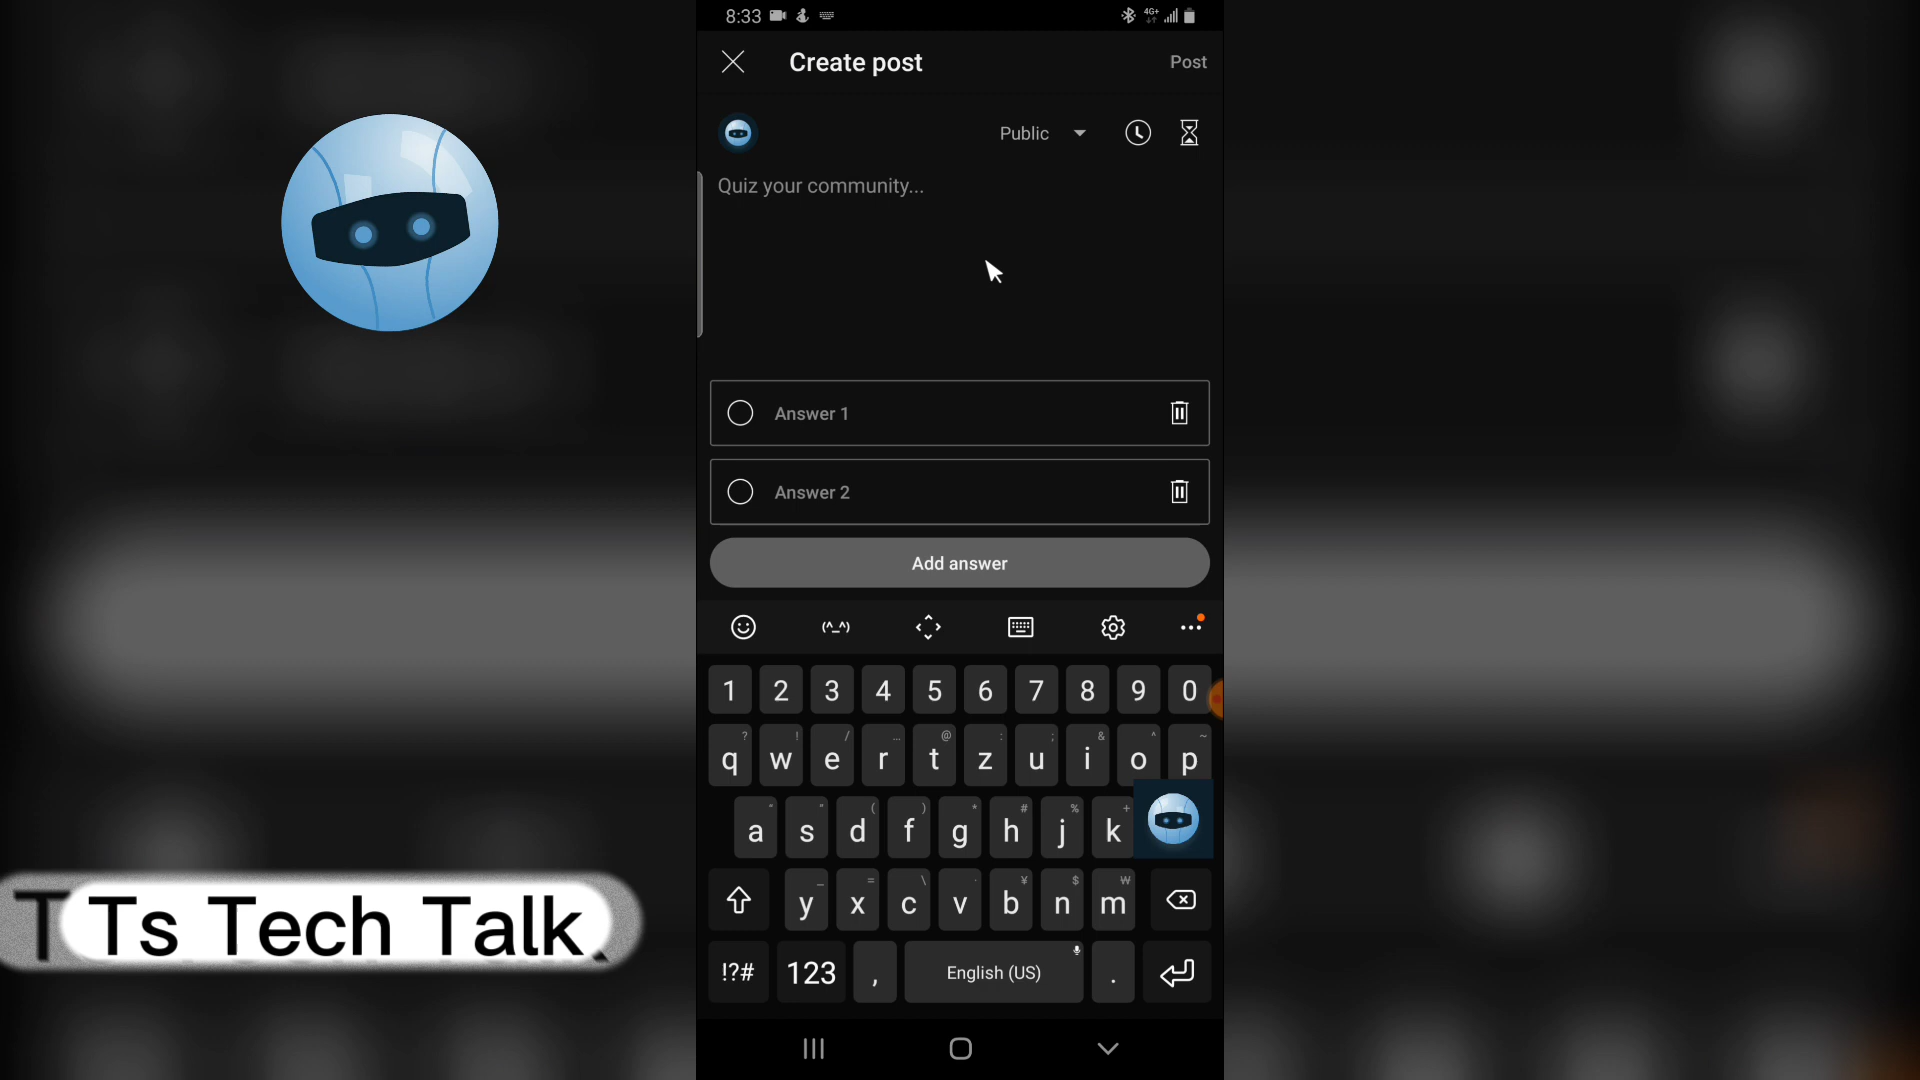 8:33
4G+
Create post
Post
Public
Quiz your community...
Answer 1
Answer 2
Add answer
(^_^)
1 2 3 4 5 6 7 8 9 0
? ! / ... @ : ; & ^ ~
q w e r t z u i o p
" " ( ) * # % +
a s d f g h j k
_ = \ · ¥ $ ₩
y x c v b n m
!?# 123 , English (US) .
T Ts Tech Talk.